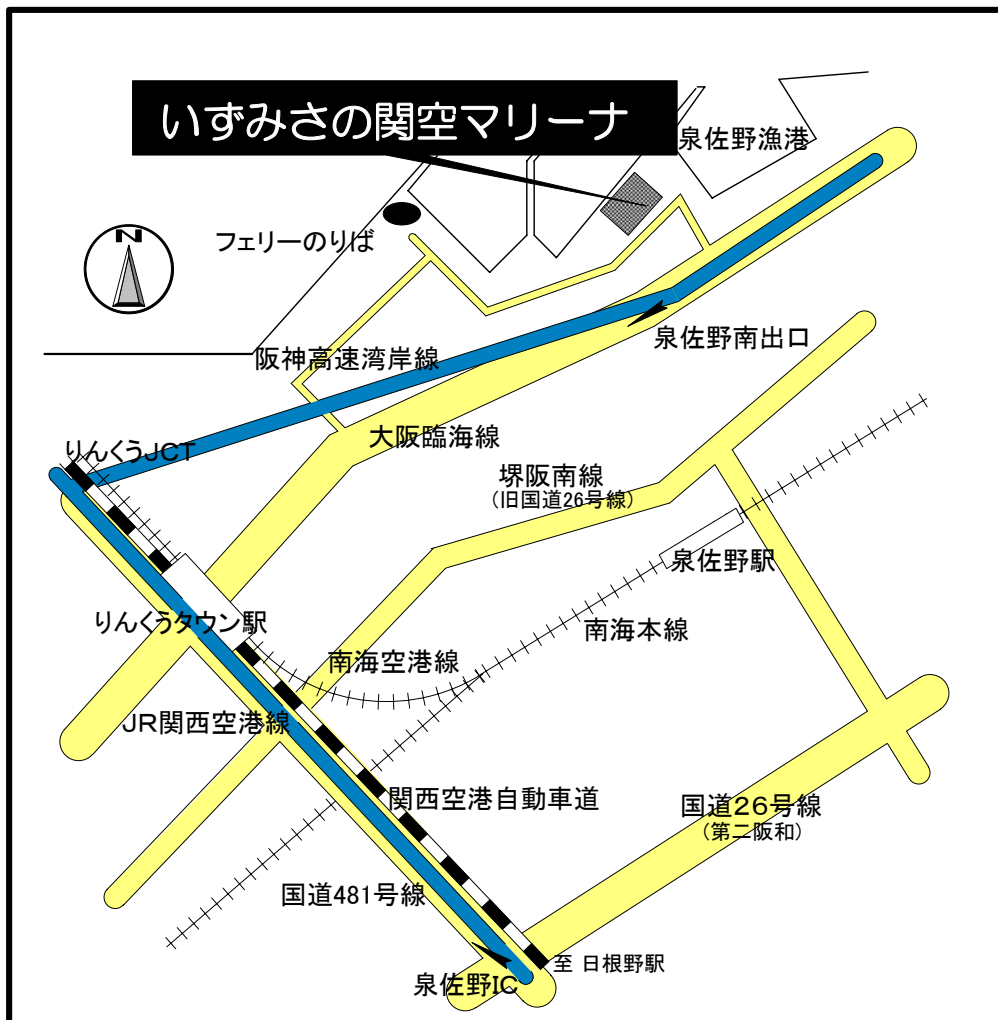 いずみさの関空マリーナ
泉佐野漁港
N
フェリーのりば
泉佐野南出口
阪神高速湾岸線
大阪臨海線
りんくうJCT
堺阪南線
(旧国道26号線)
泉佐野駅
りんくうタウン駅
南海本線
南海空港線
JR関西空港線
関西空港自動車道
国道26号線
(第二阪和)
国道481号線
至 日根野駅
泉佐野IC